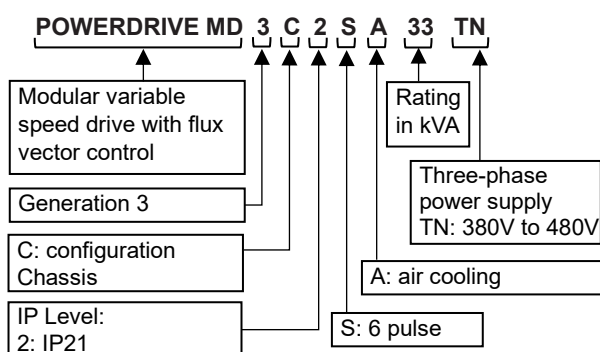 POWERDRIVE MD 3 C 2 S A 33 TN
Modular variable
speed drive with flux
vector control
Rating
in kVA
Generation 3
Three-phase
power supply
TN: 380V to 480V
C: configuration
Chassis
A: air cooling
IP Level:
2: IP21
S: 6 pulse